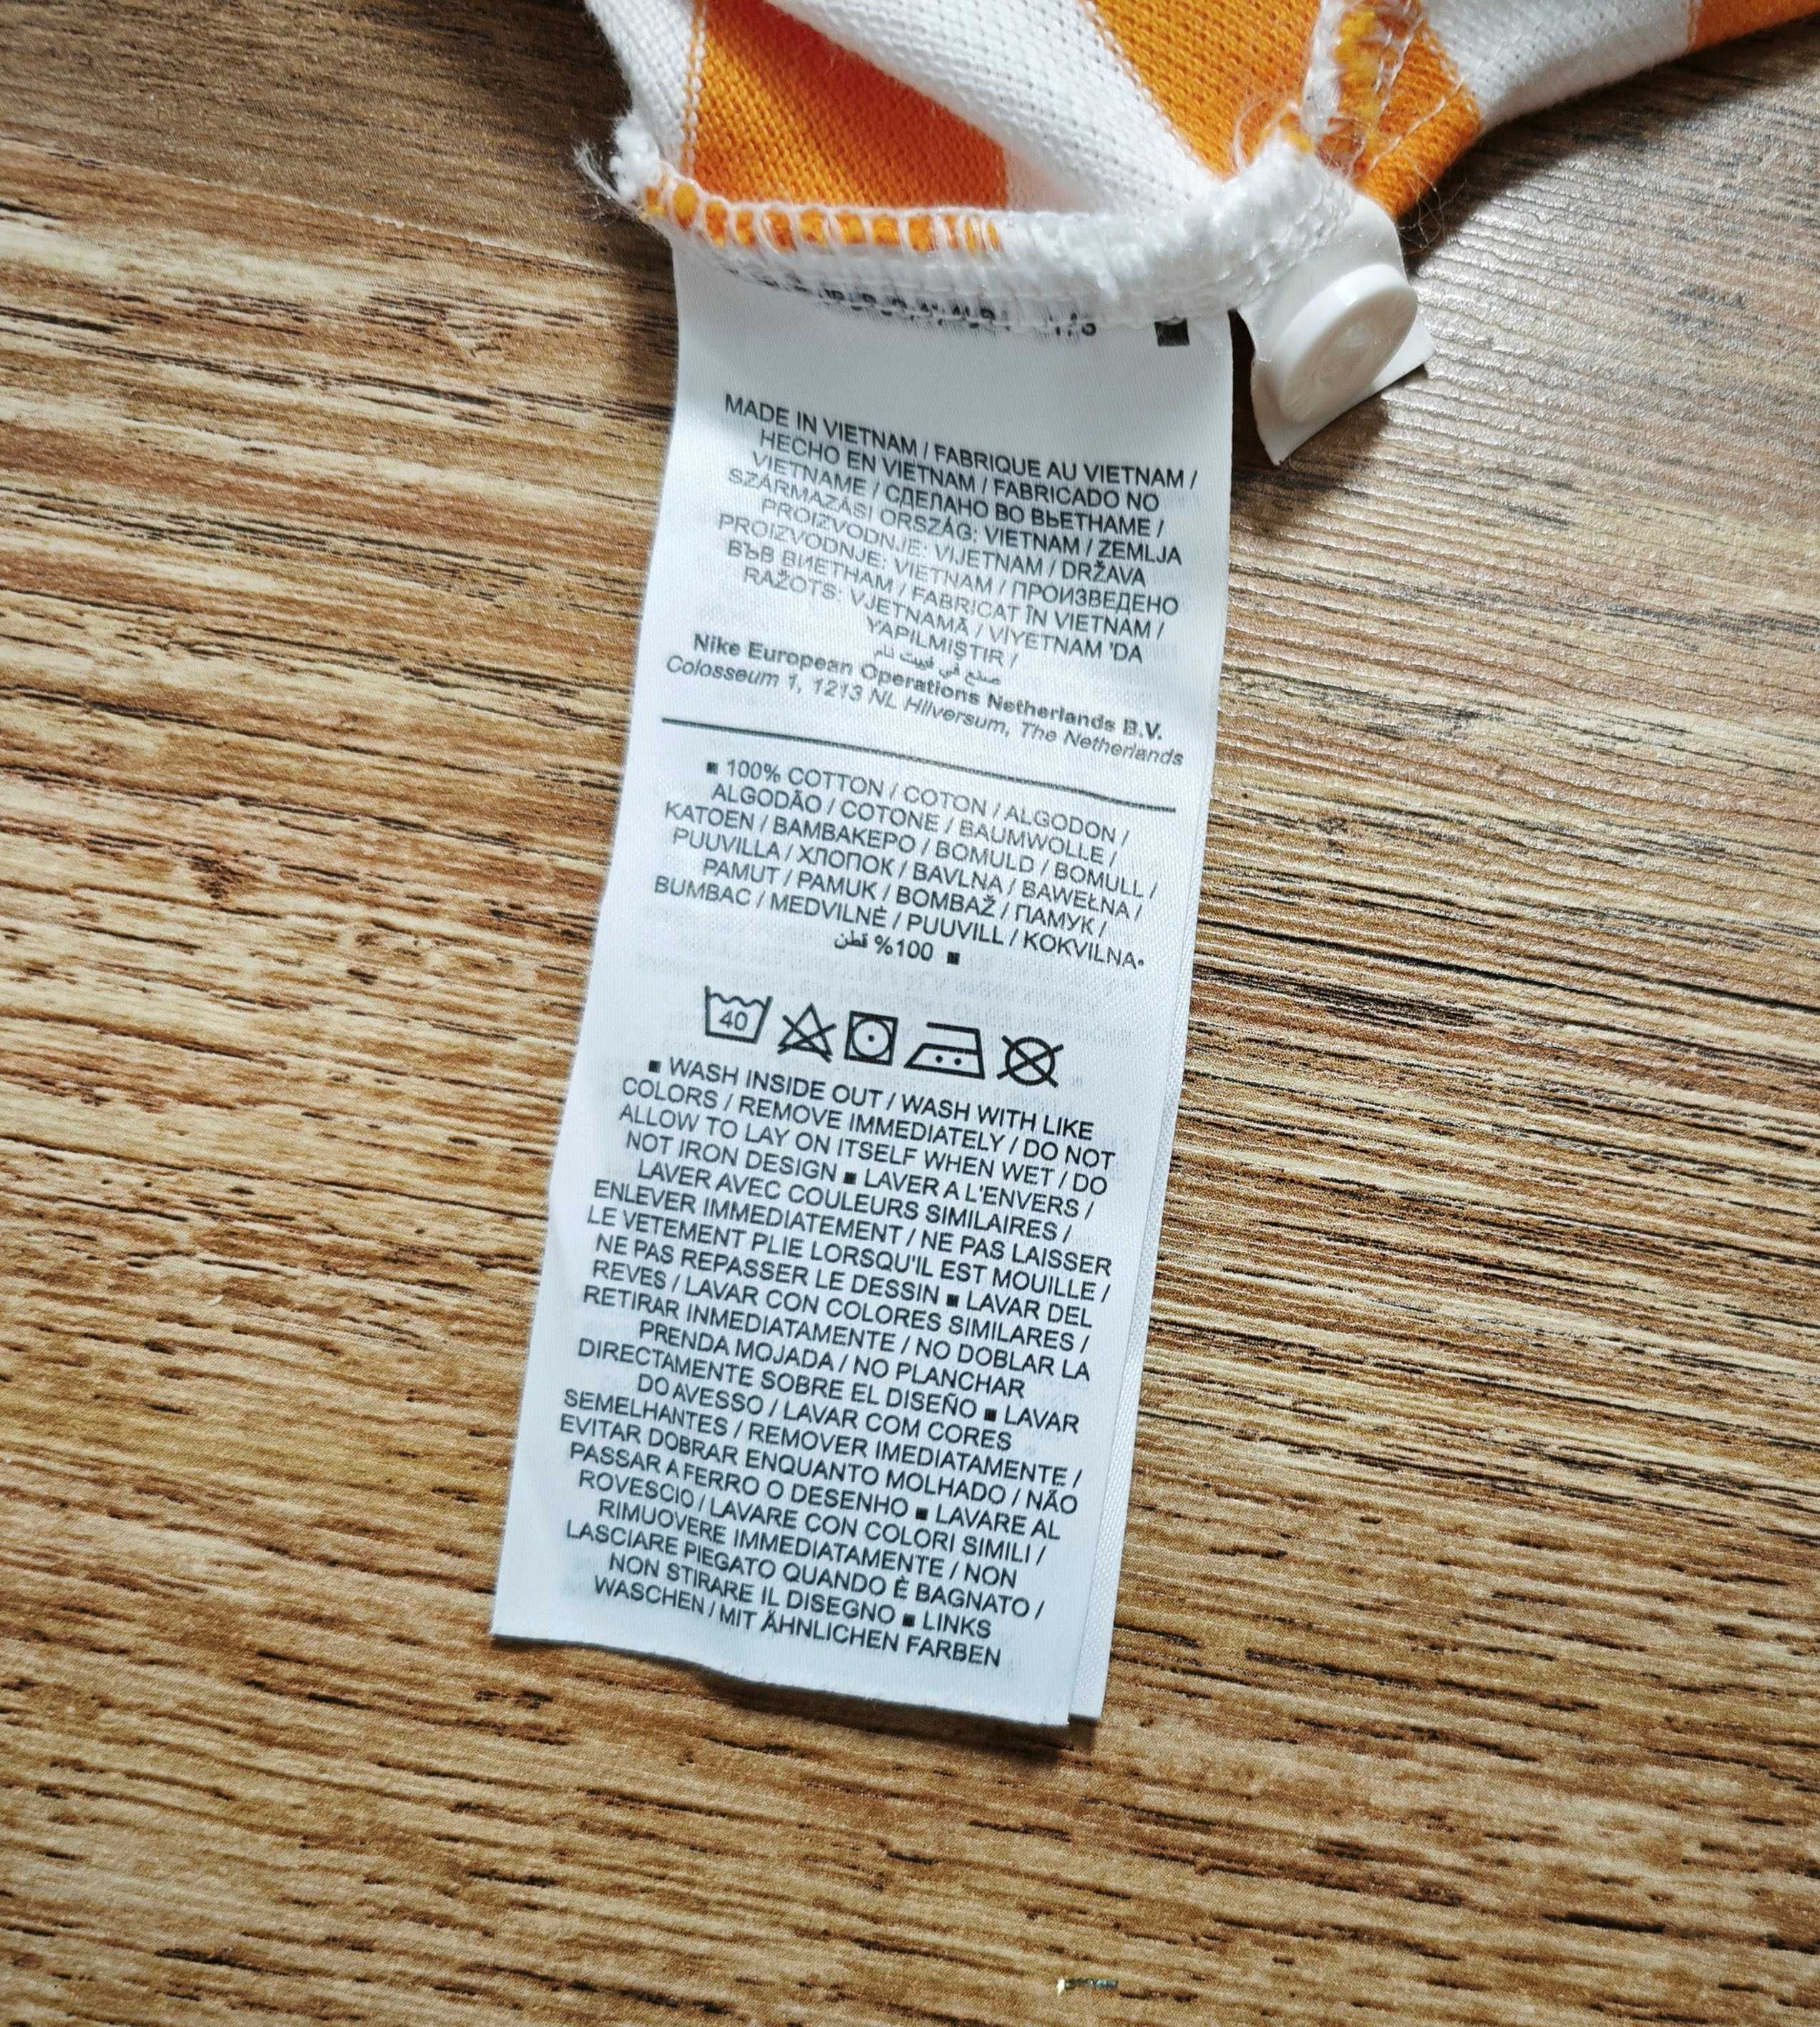 MADE IN VIETNAM / FABRIQUE AU VIETNAM /
HECHO EN VIETNAM / FABRICADO NO
VIETNAME / СДЕЛАНО ВО ВЬЕТНАМЕ /
SZÁRMAZÁSI ORSZÁG: VIETNAM / ZEMLJA
PROIZVODNJE: VIJETNAM / DRŽAVA
PROIZVODNJE: VIETNAM / ПРОИЗВЕДЕНО
ВЪВ ВИЕТНАМ / FABRICAT ÎN VIETNAM /
RAŽOTS: VJETNAMĀ / VİYETNAM 'DA
YAPILMIŞTIR /
صنع في فييت نام
Nike European Operations Netherlands B.V.
Colosseum 1, 1213 NL Hilversum, The Netherlands
■ 100% COTTON / COTON / ALGODON /
ALGODÃO / COTONE / BAUMWOLLE /
KATOEN / ΒΑΜΒΑΚΕΡΟ / BOMULD / BOMULL /
PUUVILLA / ХЛОПОК / BAVLNA / BAWEŁNA /
PAMUT / PAMUK / BOMBAŽ / ПАМУК /
BUMBAC / MEDVILNĖ / PUUVILL / KOKVILNA▪
■ 100% قطن
40
■ WASH INSIDE OUT / WASH WITH LIKE
COLORS / REMOVE IMMEDIATELY / DO NOT
ALLOW TO LAY ON ITSELF WHEN WET / DO
NOT IRON DESIGN ■ LAVER A L'ENVERS /
LAVER AVEC COULEURS SIMILAIRES /
ENLEVER IMMEDIATEMENT / NE PAS LAISSER
LE VETEMENT PLIE LORSQU'IL EST MOUILLE /
NE PAS REPASSER LE DESSIN ■ LAVAR DEL
REVES / LAVAR CON COLORES SIMILARES /
RETIRAR INMEDIATAMENTE / NO DOBLAR LA
PRENDA MOJADA / NO PLANCHAR
DIRECTAMENTE SOBRE EL DISEÑO ■ LAVAR
DO AVESSO / LAVAR COM CORES
SEMELHANTES / REMOVER IMEDIATAMENTE /
EVITAR DOBRAR ENQUANTO MOLHADO / NÃO
PASSAR A FERRO O DESENHO ■ LAVARE AL
ROVESCIO / LAVARE CON COLORI SIMILI /
RIMUOVERE IMMEDIATAMENTE / NON
LASCIARE PIEGATO QUANDO È BAGNATO /
NON STIRARE IL DISEGNO ■ LINKS
WASCHEN / MIT ÄHNLICHEN FARBEN